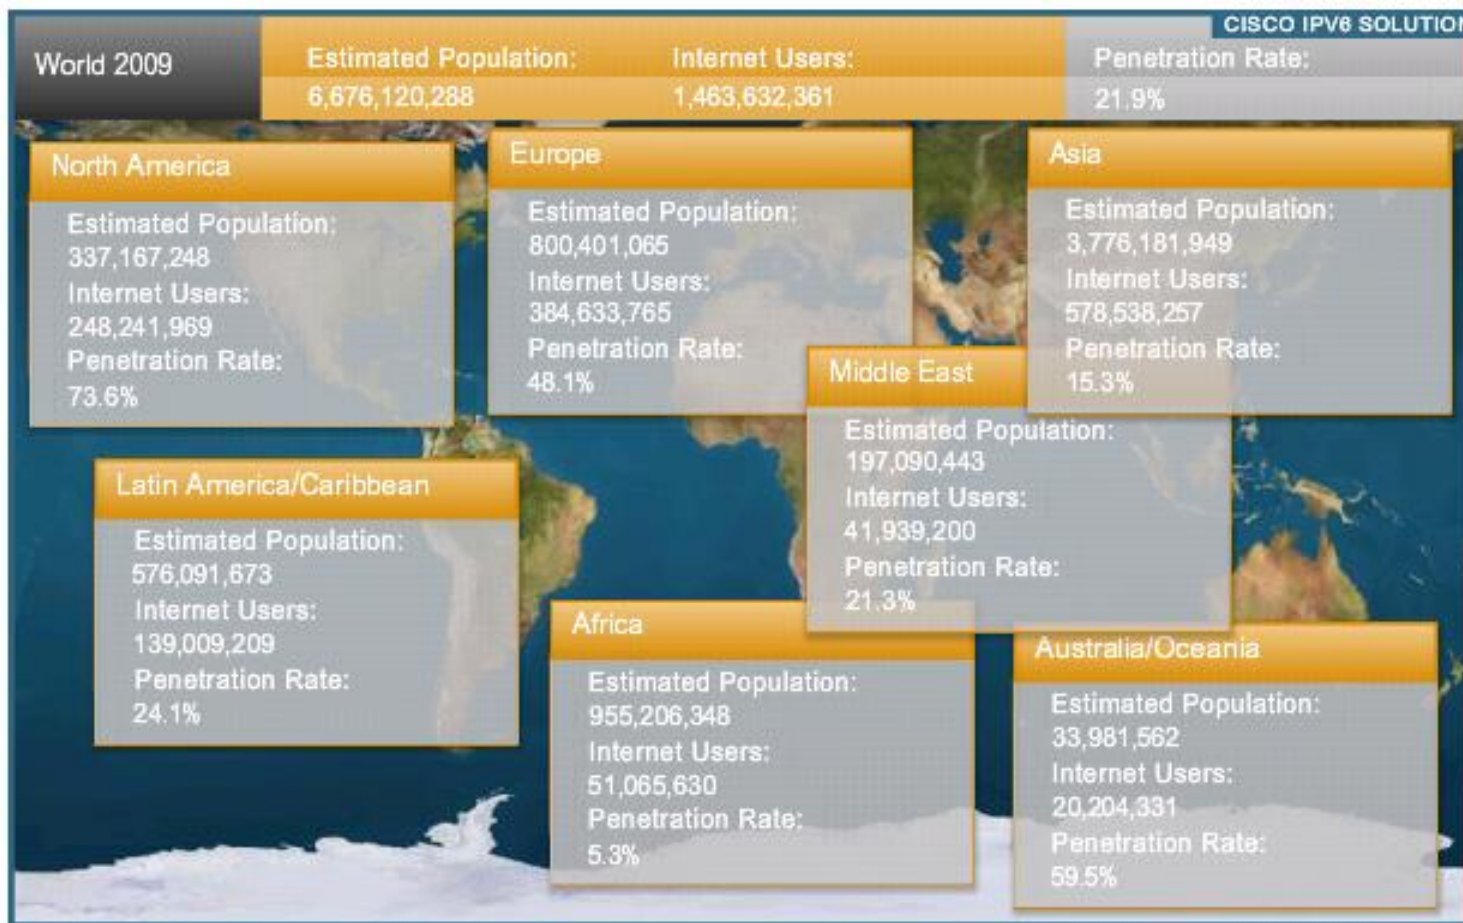 CISCO IPV6 SOLUTION
World 2009
Estimated Population:
6,676,120,288
Internet Users:
1,463,632,361
Penetration Rate:
21.9%
North America
Estimated Population:
337,167,248
Internet Users:
248,241,969
Penetration Rate:
73.6%
Europe
Estimated Population:
800,401,065
Internet Users:
384,633,765
Penetration Rate:
48.1%
Asia
Estimated Population:
3,776,181,949
Internet Users:
578,538,257
Penetration Rate:
15.3%
Middle East
Estimated Population:
197,090,443
Internet Users:
41,939,200
Penetration Rate:
21.3%
Latin America/Caribbean
Estimated Population:
576,091,673
Internet Users:
139,009,209
Penetration Rate:
24.1%
Africa
Estimated Population:
955,206,348
Internet Users:
51,065,630
Penetration Rate:
5.3%
Australia/Oceania
Estimated Population:
33,981,562
Internet Users:
20,204,331
Penetration Rate:
59.5%